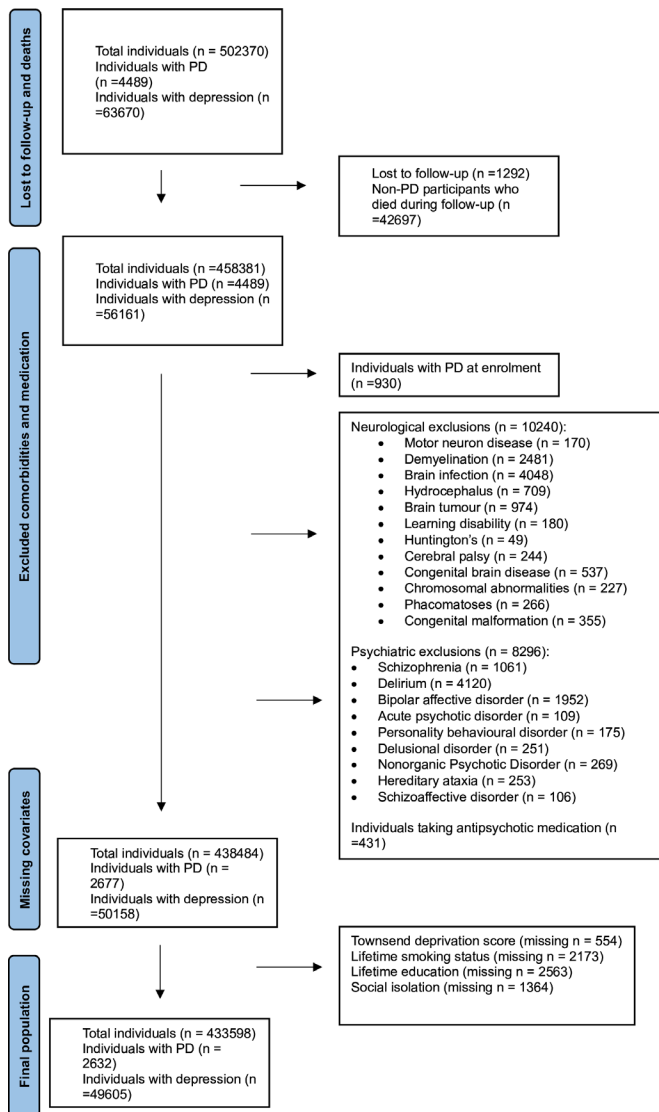 Lost to follow-up and deaths
Total individuals (n = 502370)
Individuals with PD
(n =4489)
Individuals with depression (n
=63670)
Lost to follow-up (n =1292)
Non-PD participants who
died during follow-up (n
=42697)
Excluded comorbidities and medication
Total individuals (n =458381)
Individuals with PD (n =4489)
Individuals with depression (n
=56161)
Individuals with PD at enrolment
(n =930)
Neurological exclusions (n = 10240):
• Motor neuron disease (n = 170)
• Demyelination (n = 2481)
• Brain infection (n = 4048)
• Hydrocephalus (n = 709)
• Brain tumour (n = 974)
• Learning disability (n = 180)
• Huntington's (n = 49)
• Cerebral palsy (n = 244)
• Congenital brain disease (n = 537)
• Chromosomal abnormalities (n = 227)
• Phacomatoses (n = 266)
• Congenital malformation (n = 355)
Psychiatric exclusions (n = 8296):
• Schizophrenia (n = 1061)
• Delirium (n = 4120)
• Bipolar affective disorder (n = 1952)
• Acute psychotic disorder (n = 109)
• Personality behavioural disorder (n = 175)
• Delusional disorder (n = 251)
• Nonorganic Psychotic Disorder (n = 269)
• Hereditary ataxia (n = 253)
• Schizoaffective disorder (n = 106)
Individuals taking antipsychotic medication (n
=431)
Missing covariates
Total individuals (n = 438484)
Individuals with PD (n =
2677)
Individuals with depression (n
=50158)
Townsend deprivation score (missing n = 554)
Lifetime smoking status (missing n = 2173)
Lifetime education (missing n = 2563)
Social isolation (missing n = 1364)
Final population
Total individuals (n = 433598)
Individuals with PD (n =
2632)
Individuals with depression (n
=49605)